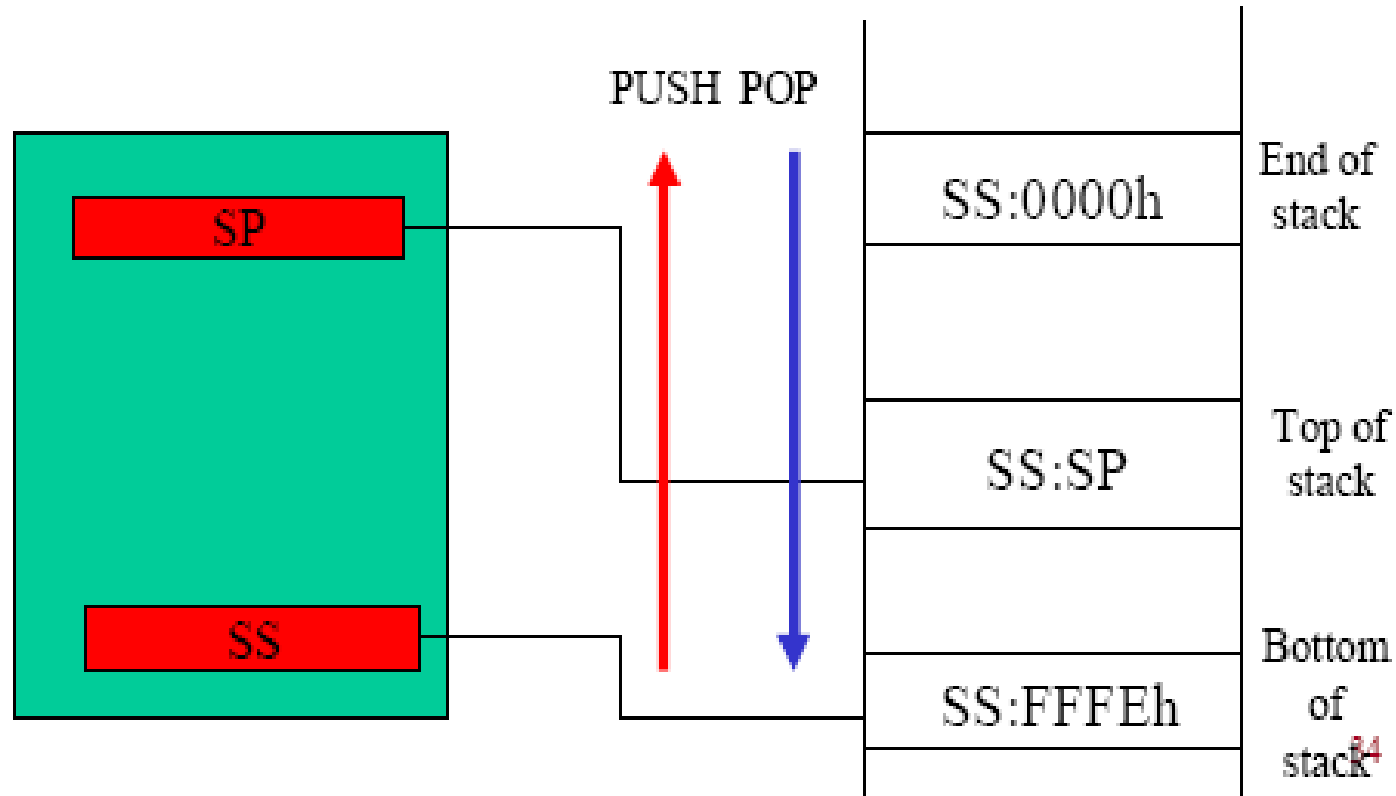 PUSH POP
SP
SS
SS:0000h
End of
stack
SS:SP
Top of
stack
SS:FFFEh
Bottom
of
stack
34